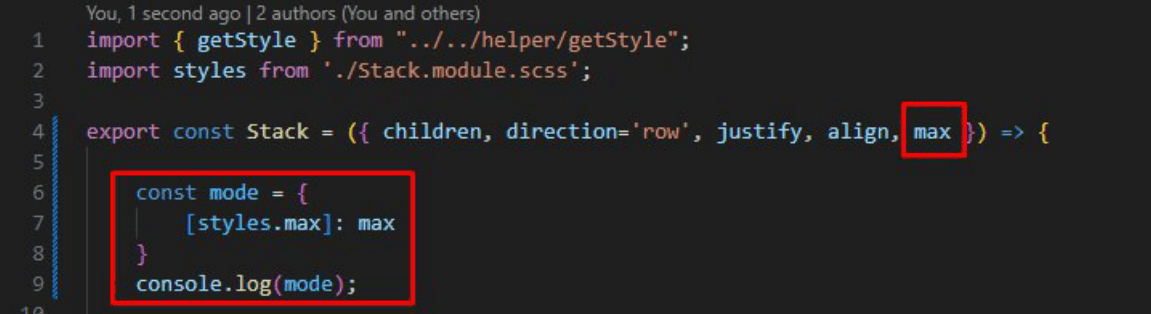 You, 1 second ago | 2 authors (You and others)
1 import { getStyle } from "../../helper/getStyle";
2 import styles from './Stack.module.scss';
3
4 export const Stack = ({ children, direction='row', justify, align, max }) => {
5
6 const mode = {
7 [styles.max]: max
8 }
9 console.log(mode);
10